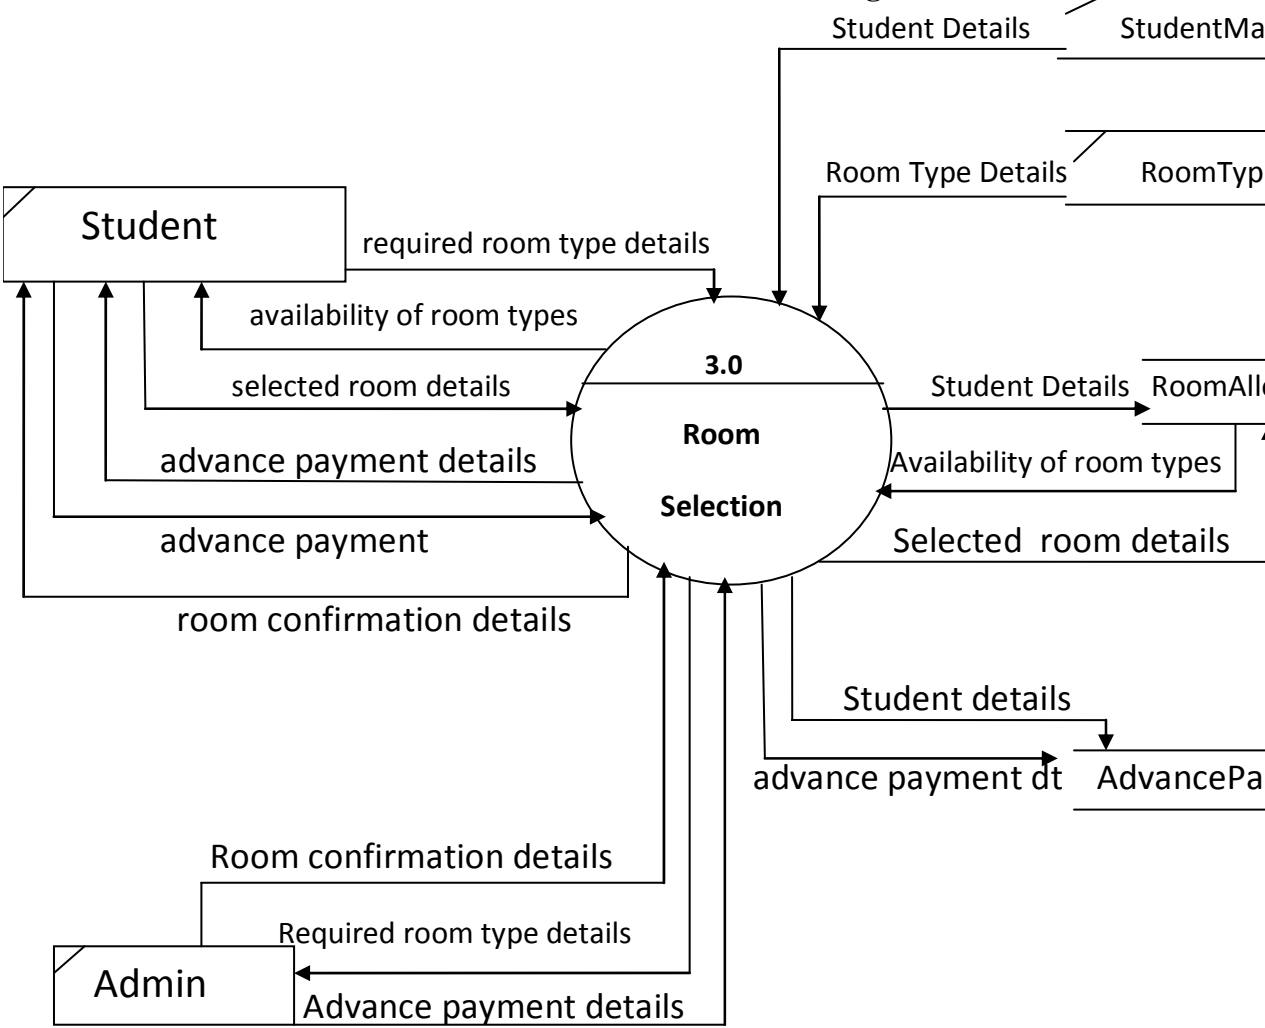 Student Details
StudentMa
Room Type Details
RoomTyp
Student
required room type details
availability of room types
3.0
selected room details
Student Details
RoomAll
Room
advance payment details
Availability of room types
Selection
advance payment
Selected room details
room confirmation details
Student details
advance payment dt
AdvancePa
Room confirmation details
Required room type details
Admin
Advance payment details